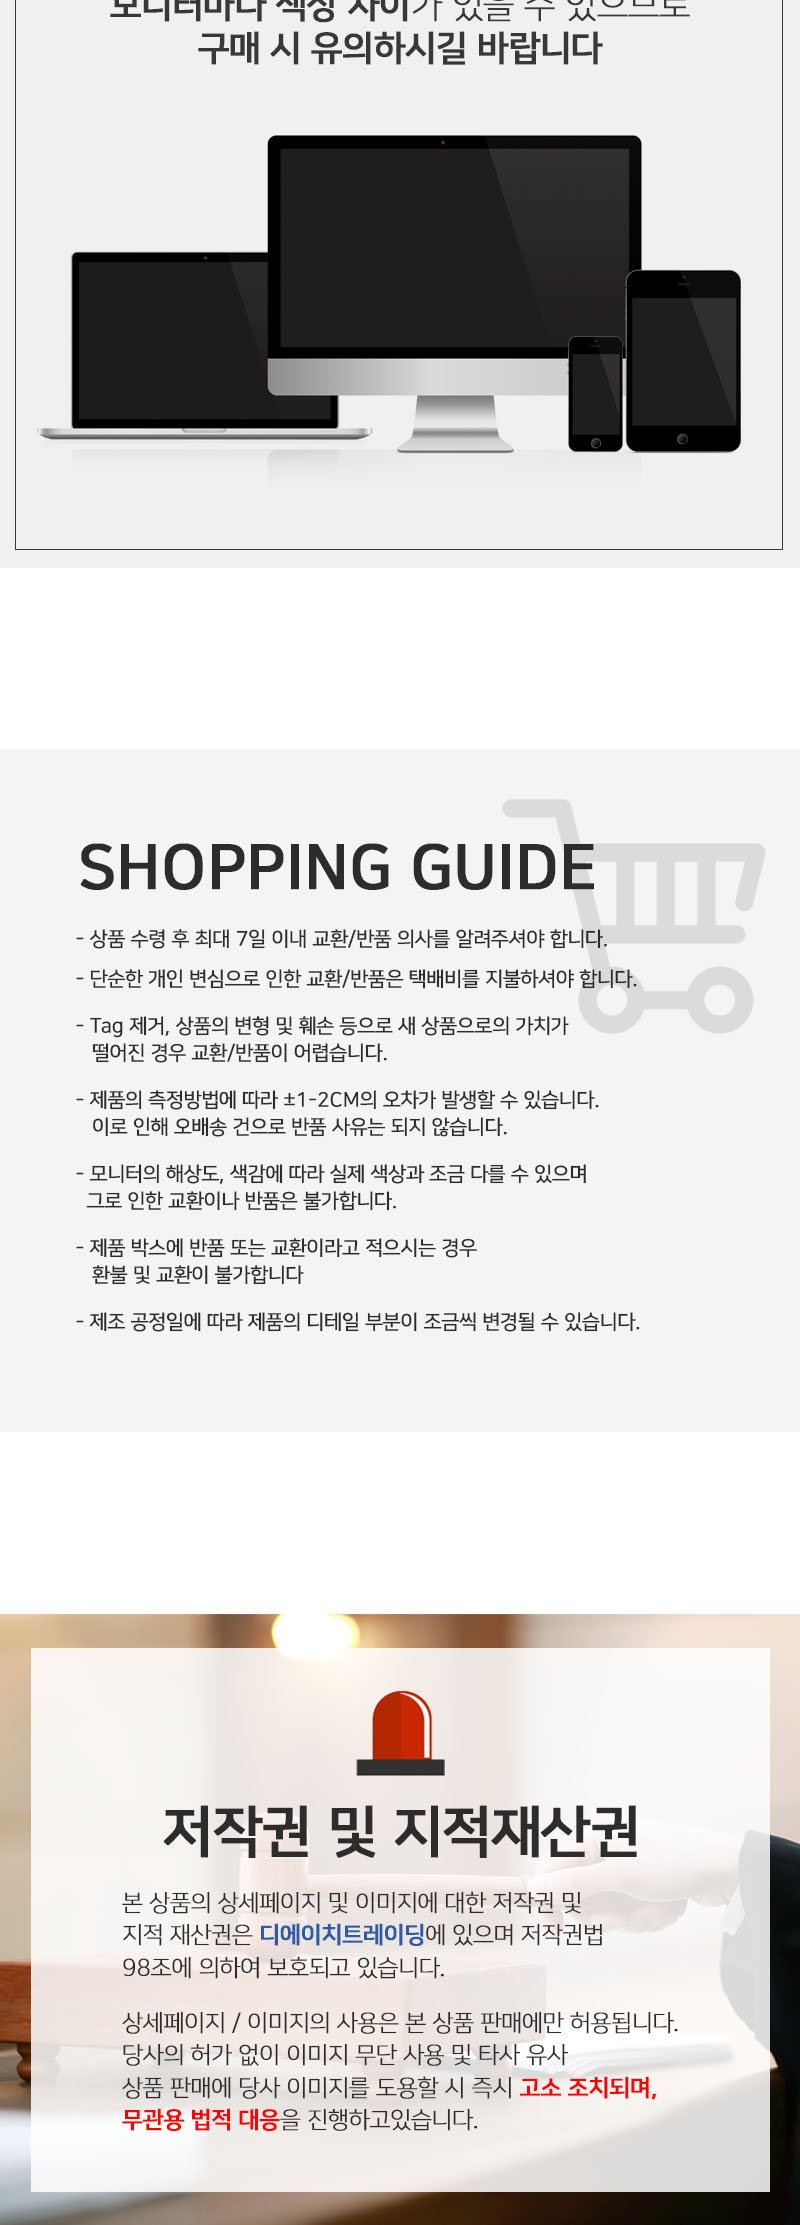 모니터마다 색상 차이가 있을 수 있으므로
구매 시 유의하시길 바랍니다
SHOPPING GUIDE
- 상품 수령 후 최대 7일 이내 교환/반품 의사를 알려주셔야 합니다.
- 단순한 개인 변심으로 인한 교환/반품은 택배비를 지불하셔야 합니다.
- Tag 제거, 상품의 변형 및 훼손 등으로 새 상품으로의 가치가
떨어진 경우 교환/반품이 어렵습니다.
- 제품의 측정방법에 따라 ±1-2CM의 오차가 발생할 수 있습니다.
이로 인해 오배송 건으로 반품 사유는 되지 않습니다.
- 모니터의 해상도, 색감에 따라 실제 색상과 조금 다를 수 있으며
그로 인한 교환이나 반품은 불가합니다.
- 제품 박스에 반품 또는 교환이라고 적으시는 경우
환불 및 교환이 불가합니다
- 제조 공정일에 따라 제품의 디테일 부분이 조금씩 변경될 수 있습니다.
저작권 및 지적재산권
본 상품의 상세페이지 및 이미지에 대한 저작권 및
지적 재산권은 디에이치트레이딩에 있으며 저작권법
98조에 의하여 보호되고 있습니다.
상세페이지 / 이미지의 사용은 본 상품 판매에만 허용됩니다.
당사의 허가 없이 이미지 무단 사용 및 타사 유사
상품 판매에 당사 이미지를 도용할 시 즉시 고소 조치되며,
무관용 법적 대응을 진행하고있습니다.